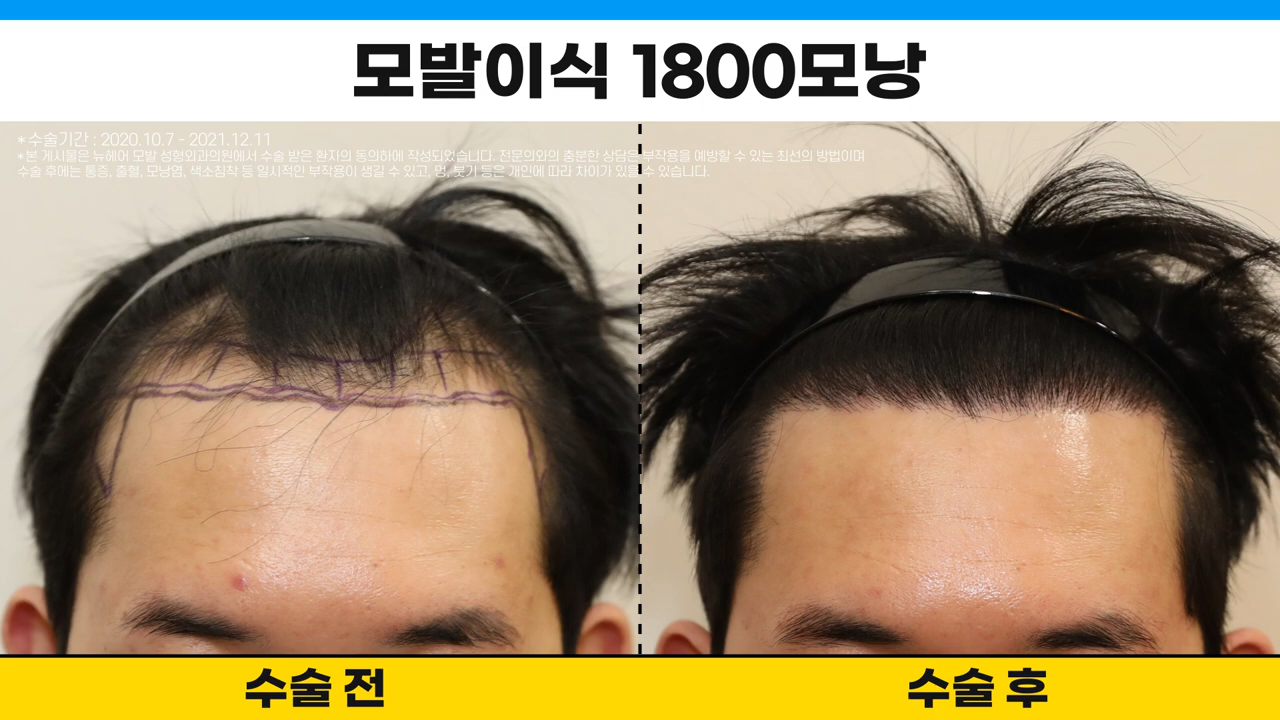 모발이식 1800모낭
*수술기간 : 2020.10.7 - 2021.12.11
*본 게시물은 뉴헤어 모발 성형외과의원에서 수술 받은 환자의 동의하에 작성되었습니다. 전문의와의 충분한 상담은 부작용을 예방할 수 있는 최선의 방법이며
수술 후에는 통증, 출혈, 모낭염, 색소침착 등 일시적인 부작용이 생길 수 있고, 멍, 붓기 등은 개인에 따라 차이가 있을 수 있습니다.
수술 전
수술 후